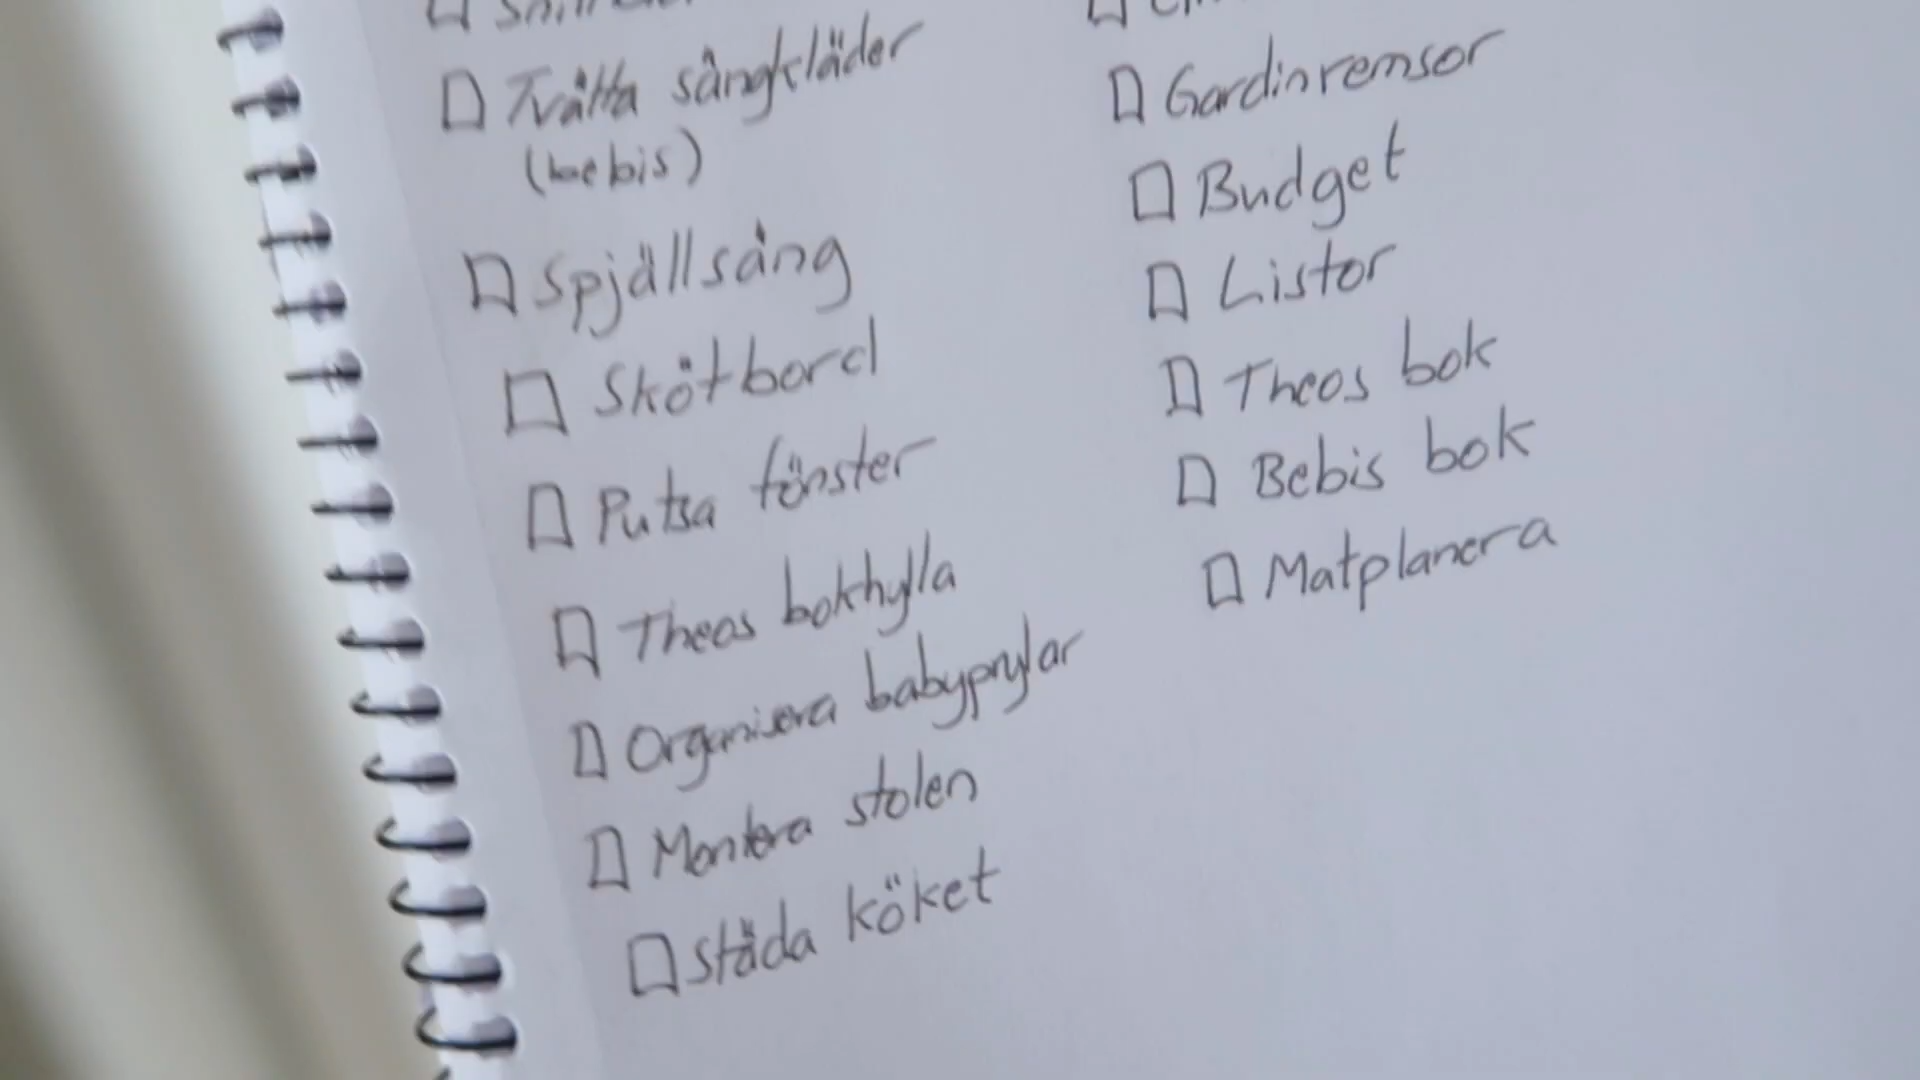 Tvätta sängkläder
(bebis)
Spjällsäng
Skötbord
Putsa fönster
Theos bokhylla
Organisera babyprylar
Montera stolen
Städa köket
Gardinremsor
Budget
Listor
Theos bok
Bebis bok
Matplanera